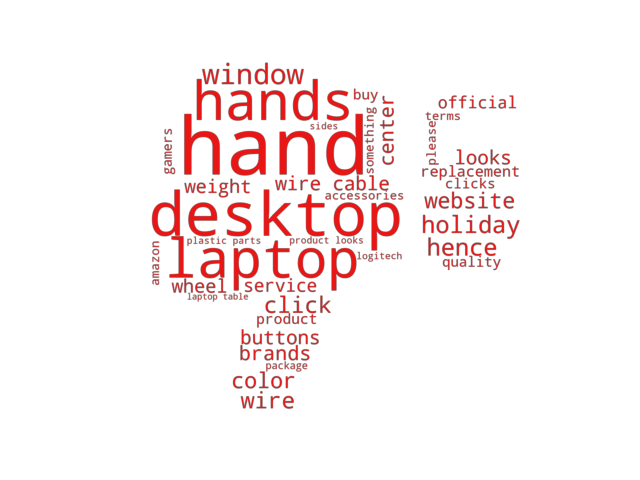 window
hands
buy
official
terms
sides
something
center
please
gamers
hand
looks
replacement
clicks
weight
wire cable
accessories
website
desktop
holiday
plastic parts
product looks
hence
amazon
laptop
logitech
quality
wheel
service
laptop table
click
product
buttons
brands
package
color
wire